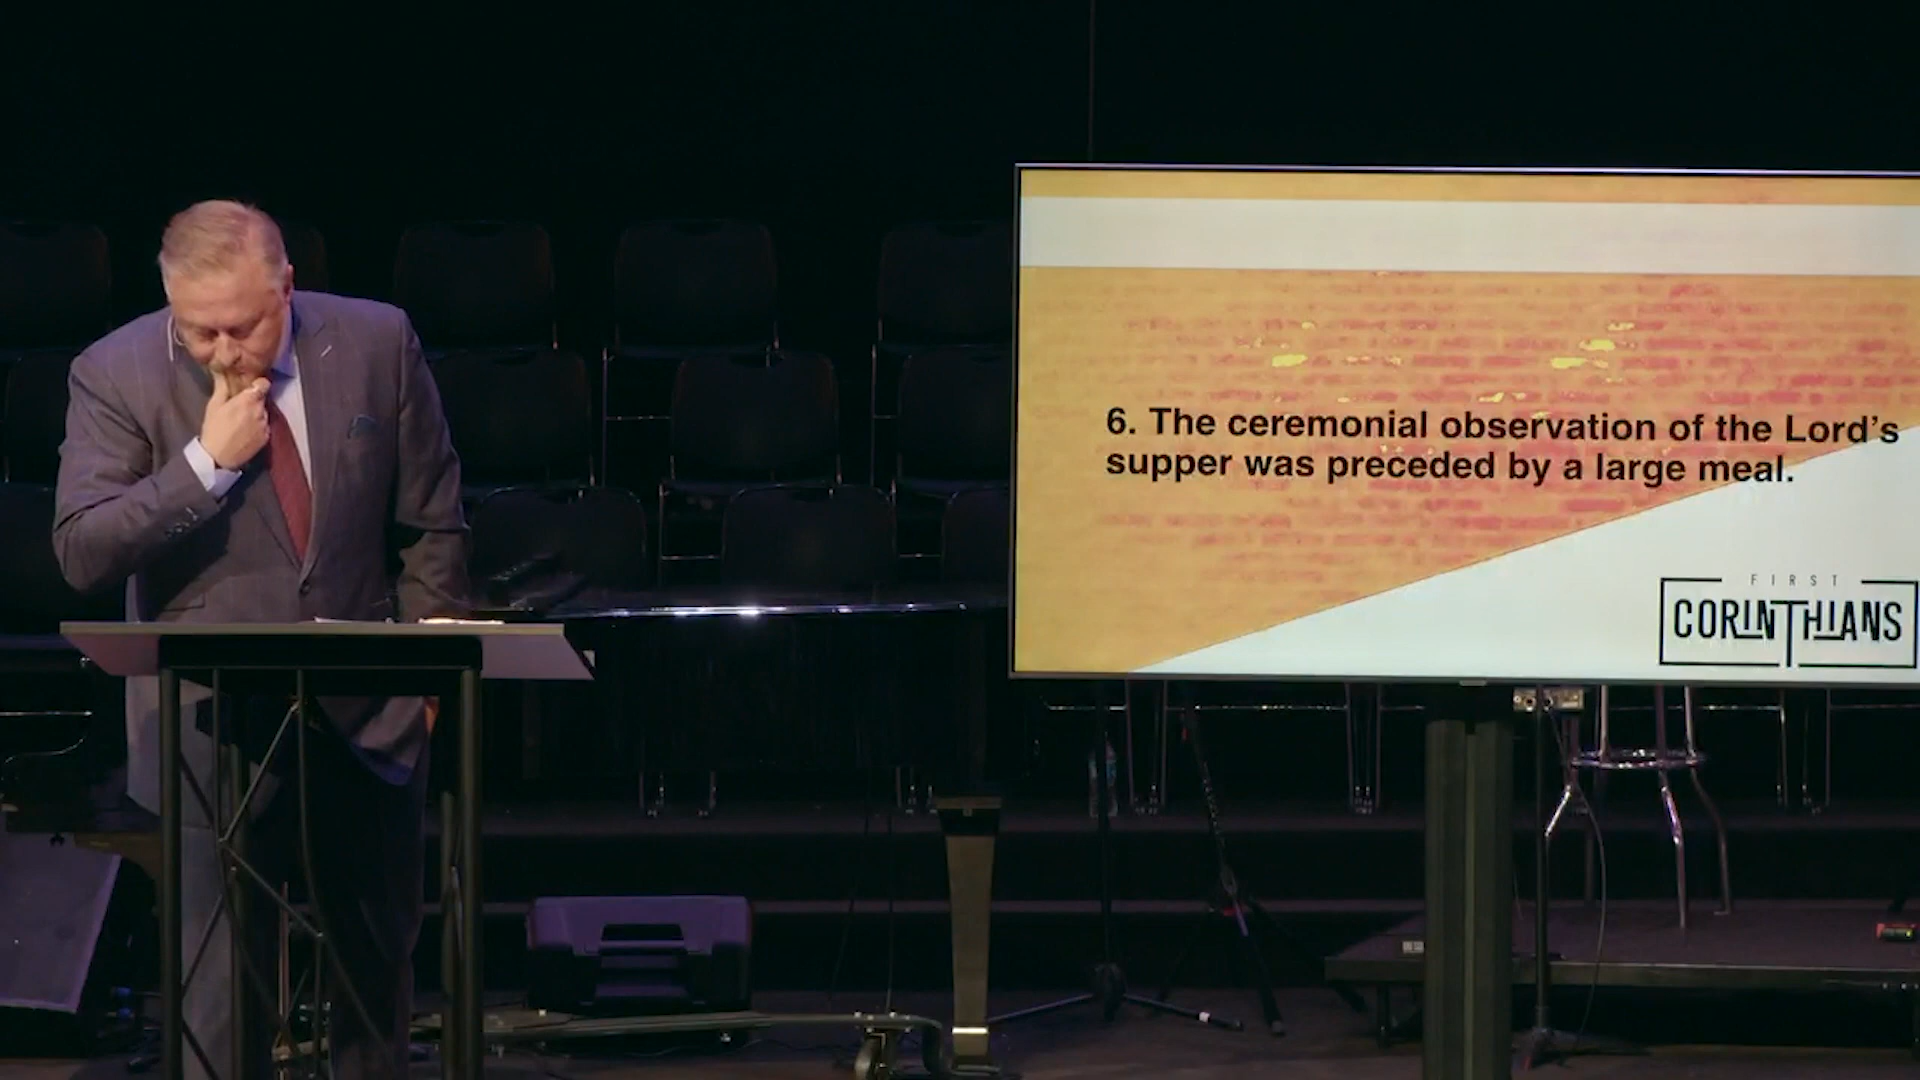 6. The ceremonial observation of the Lord's
supper was preceded by a large meal.
FIRST
CORINTHIANS